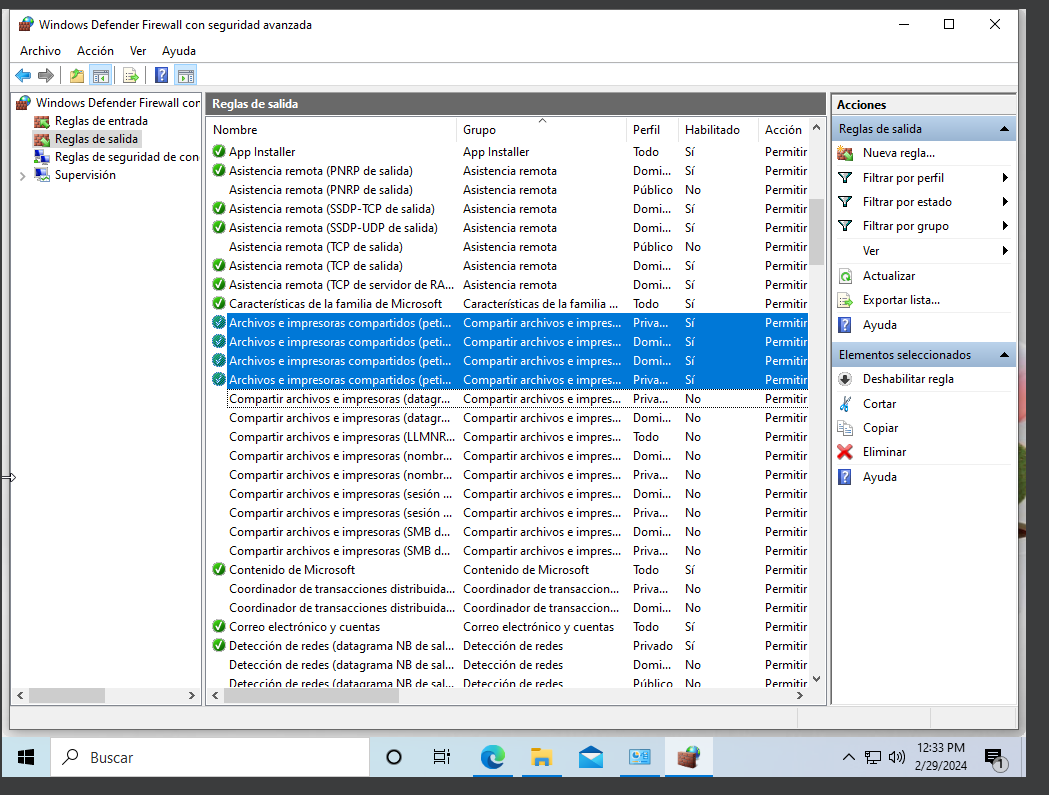 Windows Defender Firewall con seguridad avanzada
Archivo Acción Ver Ayuda
Windows Defender Firewall cor
Reglas de entrada
Reglas de salida
Reglas de seguridad de con
Supervisión
Reglas de salida
Nombre Grupo Perfil Habilitado Acción
App Installer App Installer Todo Sí Permitir
Asistencia remota (PNRP de salida) Asistencia remota Domi... Sí Permitir
Asistencia remota (PNRP de salida) Asistencia remota Público No Permitir
Asistencia remota (SSDP-TCP de salida) Asistencia remota Domi... Sí Permitir
Asistencia remota (SSDP-UDP de salida) Asistencia remota Domi... Sí Permitir
Asistencia remota (TCP de salida) Asistencia remota Público No Permitir
Asistencia remota (TCP de salida) Asistencia remota Domi... Sí Permitir
Asistencia remota (TCP de servidor de RA... Asistencia remota Domi... Sí Permitir
Características de la familia de Microsoft Características de la familia ... Todo Sí Permitir
Archivos e impresoras compartidos (peti... Compartir archivos e impres... Priva... Sí Permitir
Archivos e impresoras compartidos (peti... Compartir archivos e impres... Domi... Sí Permitir
Archivos e impresoras compartidos (peti... Compartir archivos e impres... Domi... Sí Permitir
Archivos e impresoras compartidos (peti... Compartir archivos e impres... Priva... Sí Permitir
Compartir archivos e impresoras (datagr... Compartir archivos e impres... Priva... No Permitir
Compartir archivos e impresoras (datagr... Compartir archivos e impres... Domi... No Permitir
Compartir archivos e impresoras (LLMNR... Compartir archivos e impres... Todo No Permitir
Compartir archivos e impresoras (nombr... Compartir archivos e impres... Domi... No Permitir
Compartir archivos e impresoras (nombr... Compartir archivos e impres... Priva... No Permitir
Compartir archivos e impresoras (sesión ... Compartir archivos e impres... Domi... No Permitir
Compartir archivos e impresoras (sesión ... Compartir archivos e impres... Priva... No Permitir
Compartir archivos e impresoras (SMB d... Compartir archivos e impres... Domi... No Permitir
Compartir archivos e impresoras (SMB d... Compartir archivos e impres... Priva... No Permitir
Contenido de Microsoft Contenido de Microsoft Todo Sí Permitir
Coordinador de transacciones distribuida... Coordinador de transaccion... Priva... No Permitir
Coordinador de transacciones distribuida... Coordinador de transaccion... Domi... No Permitir
Correo electrónico y cuentas Correo electrónico y cuentas Todo Sí Permitir
Detección de redes (datagrama NB de sal... Detección de redes Privado Sí Permitir
Detección de redes (datagrama NB de sal... Detección de redes Domi... No Permitir
Detección de redes (datagrama NB de sal... Detección de redes Público No Permitir
Acciones
Reglas de salida
Nueva regla...
Filtrar por perfil
Filtrar por estado
Filtrar por grupo
Ver
Actualizar
Exportar lista...
Ayuda
Elementos seleccionados
Deshabilitar regla
Cortar
Copiar
Eliminar
Ayuda
Buscar
12:33 PM
2/29/2024
1